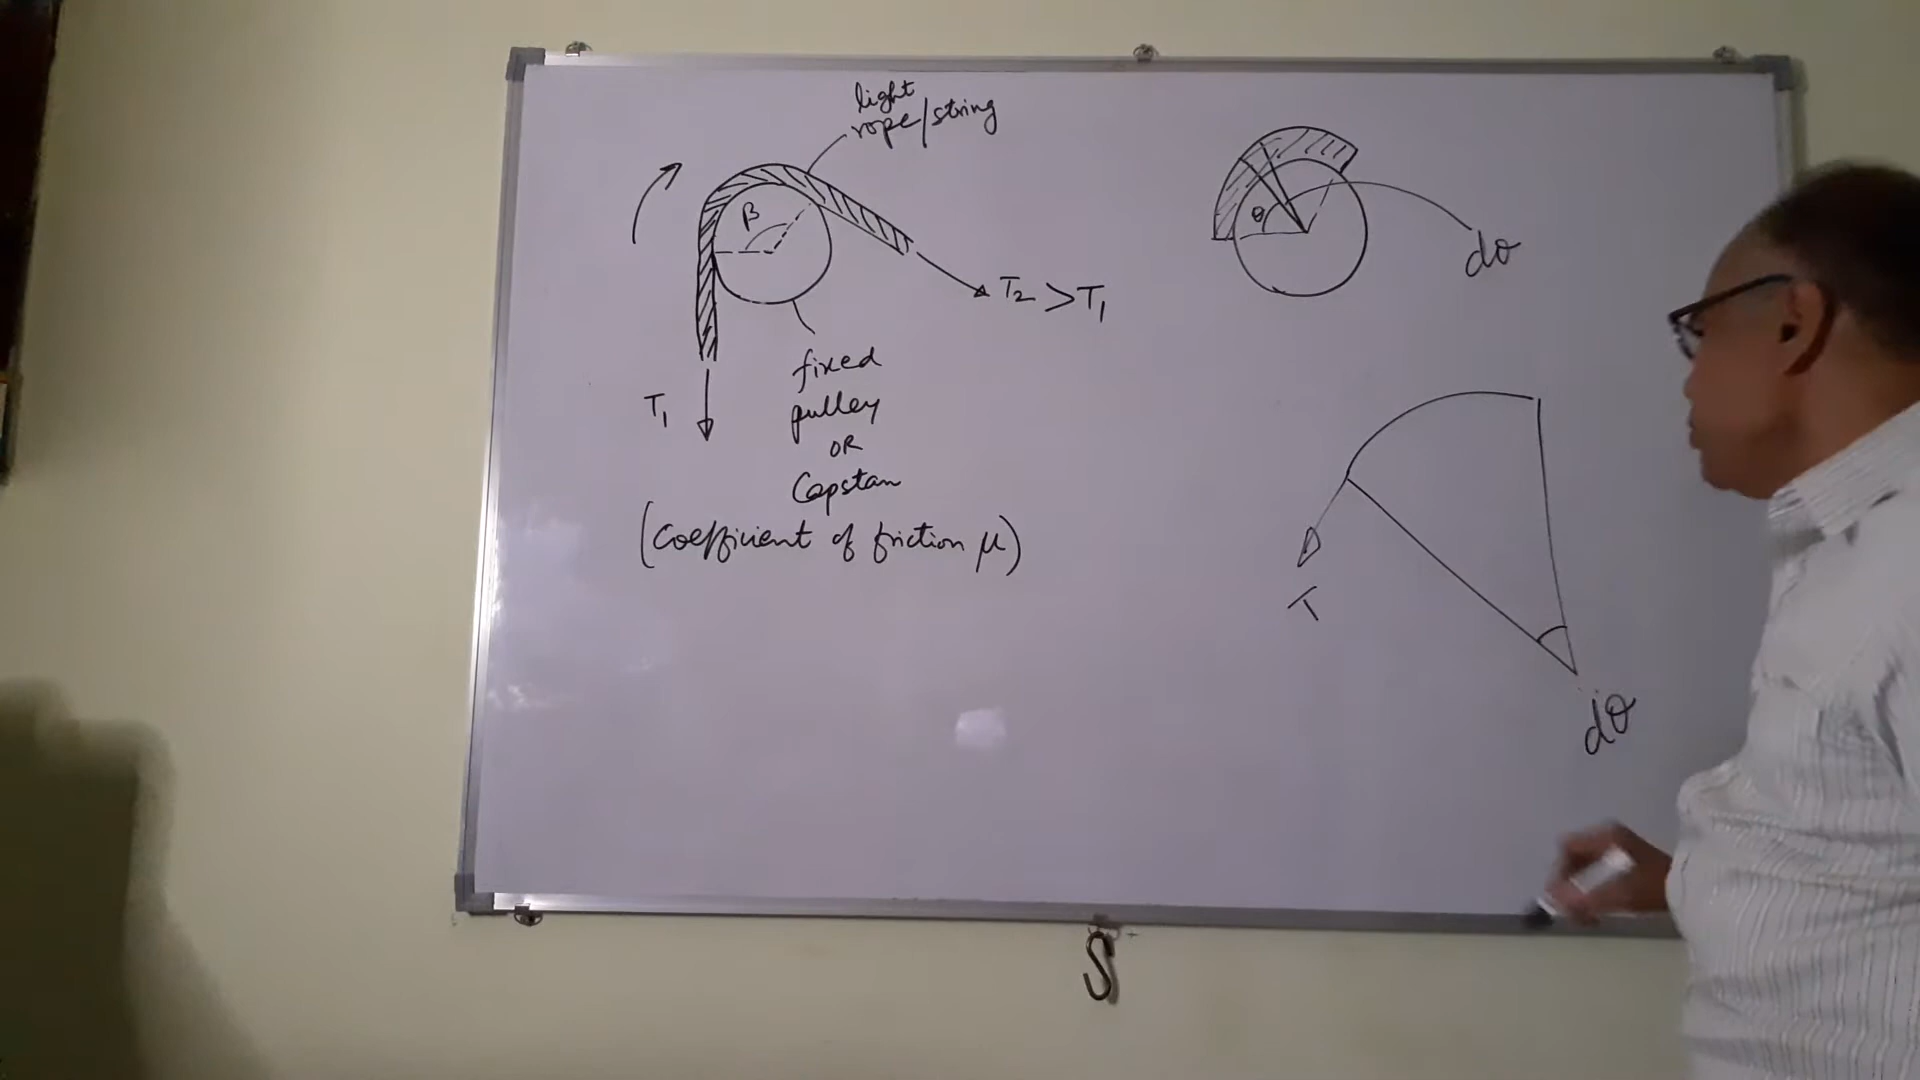 light
rope/string
β
T₂ > T₁
T₁
fixed
pulley
OR
Capstan
(Coefficient of friction μ)
θ
dθ
T
dθ